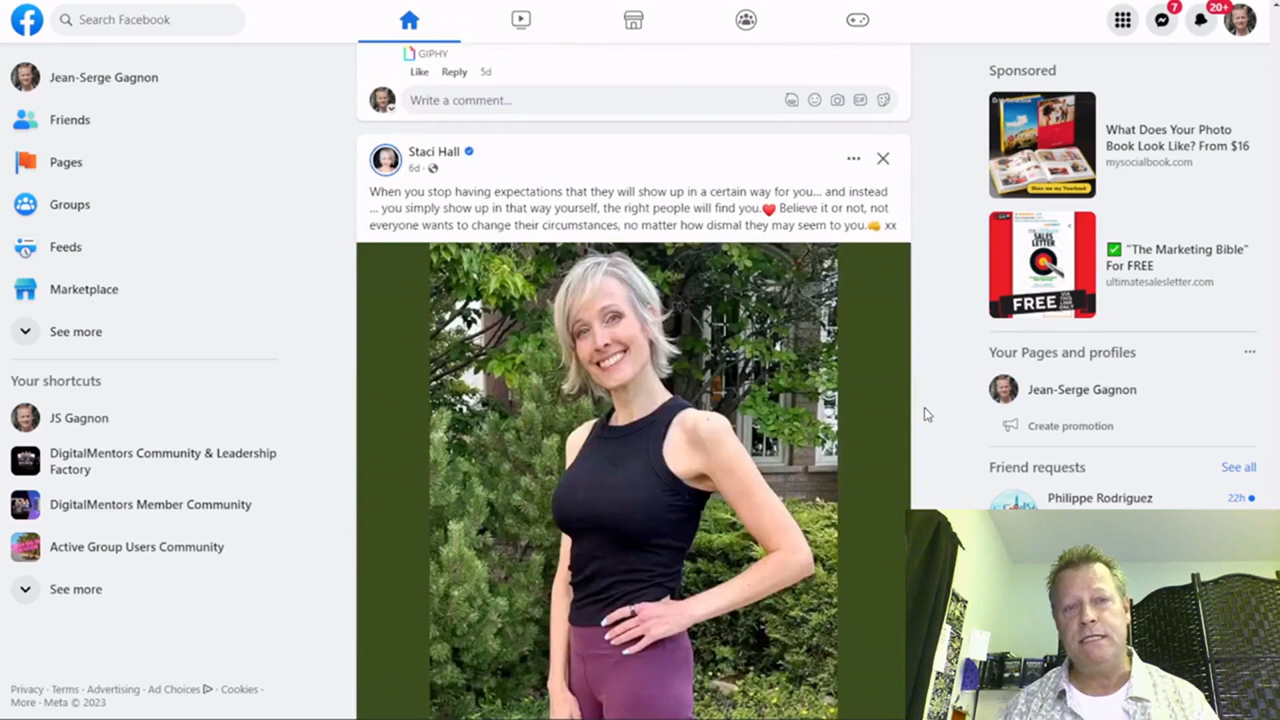 Search Facebook
7
20+
Jean-Serge Gagnon
Friends
Pages
Groups
Feeds
Marketplace
See more
Your shortcuts
JS Gagnon
DigitalMentors Community & Leadership
Factory
DigitalMentors Member Community
Active Group Users Community
See more
Privacy · Terms · Advertising · Ad Choices · Cookies ·
More · Meta © 2023
GIPHY
Like Reply 5d
Write a comment...
Staci Hall
6d ·
When you stop having expectations that they will show up in a certain way for you... and instead
... you simply show up in that way yourself, the right people will find you.❤️ Believe it or not, not
everyone wants to change their circumstances, no matter how dismal they may seem to you.👊 xx
Sponsored
Show me my Yearbook
What Does Your Photo
Book Look Like? From $16
mysocialbook.com
SALES
LETTER
FREE
✅ "The Marketing Bible"
For FREE
ultimatesalesletter.com
Your Pages and profiles
Jean-Serge Gagnon
Create promotion
Friend requests See all
Philippe Rodriguez 22h